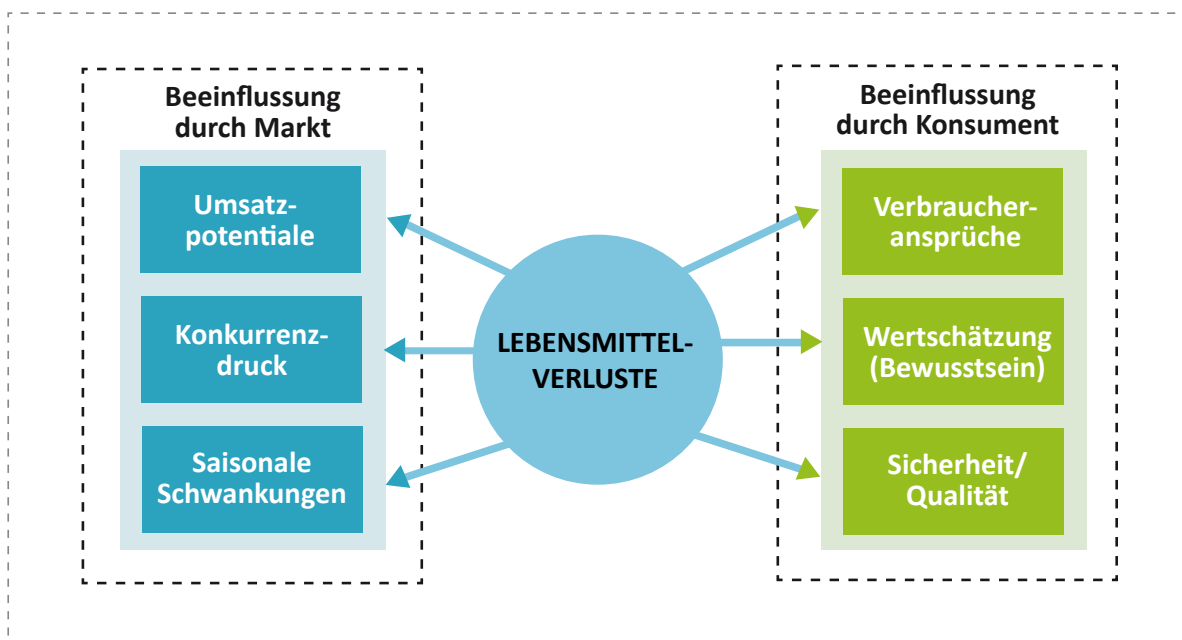 Beeinflussung
durch Markt
Umsatz-
potentiale
Konkurrenz-
druck
Saisonale
Schwankungen
LEBENSMITTEL-
VERLUSTE
Beeinflussung
durch Konsument
Verbraucher-
ansprüche
Wertschätzung
(Bewusstsein)
Sicherheit/
Qualität